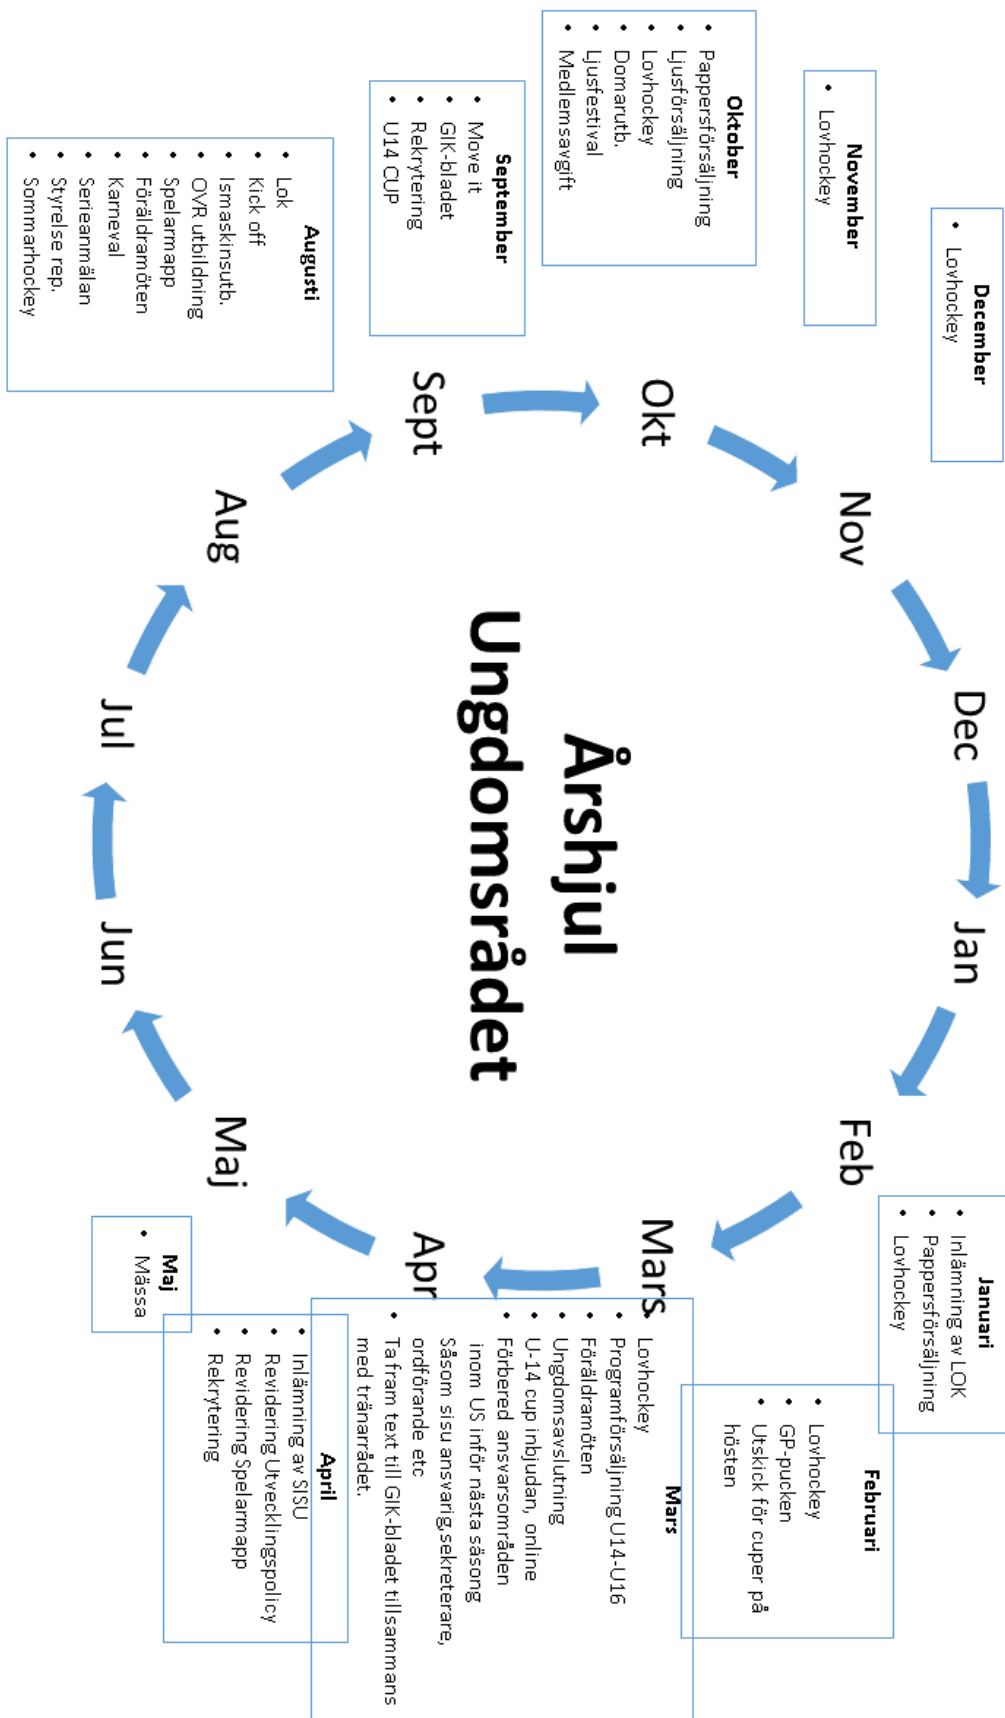 Årshjul
Ungdomsrådet
Dec
Jan
Feb
Mars
Apr
Maj
Jun
Jul
Aug
Sept
Okt
Nov
Januari
• Inlämning av LOK
• Pappersförsäljning
• Lovhockey
Februari
• Lovhockey
• GP-pucken
• Utskick för cuper på
hösten
Mars
• Lovhockey
• Programförsäljning U14-U16
• Föräldramöten
• Ungdomsavslutning
• U-14 cup inbjudan, online
• Förbered ansvarsområden
inom US inför nästa säsong
Såsom sisu ansvarig,sekreterare,
ordförande etc
• Ta fram text till GIK-bladet tillsammans
med tränarrådet.
April
• Inlämning av SISU
• Revidering Utvecklingspolicy
• Revidering Spelarmapp
• Rekrytering
Maj
• Mässa
Augusti
• Lok
• Kick off
• Ismaskinsutb.
• OVR utbildning
• Spelarmapp
• Föräldramöten
• Karneval
• Serieanmälan
• Styrelse rep.
• Sommarhockey
September
• Move it
• GIK-bladet
• Rekrytering
• U14 CUP
Oktober
• Pappersförsäljning
• Ljusförsäljning
• Lovhockey
• Domarutb.
• Ljusfestival
• Medlemsavgift
November
• Lovhockey
December
• Lovhockey